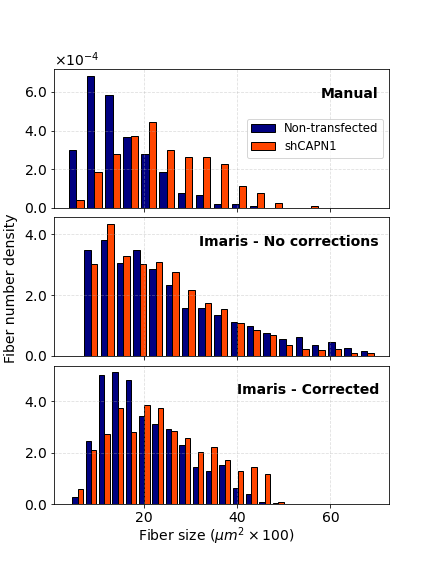 ×10⁻⁴
Manual
6.0
4.0
2.0
0.0
Non-transfected
shCAPN1
Imaris - No corrections
4.0
2.0
0.0
Fiber number density
Imaris - Corrected
4.0
2.0
0.0
20 40 60
Fiber size (μm² × 100)